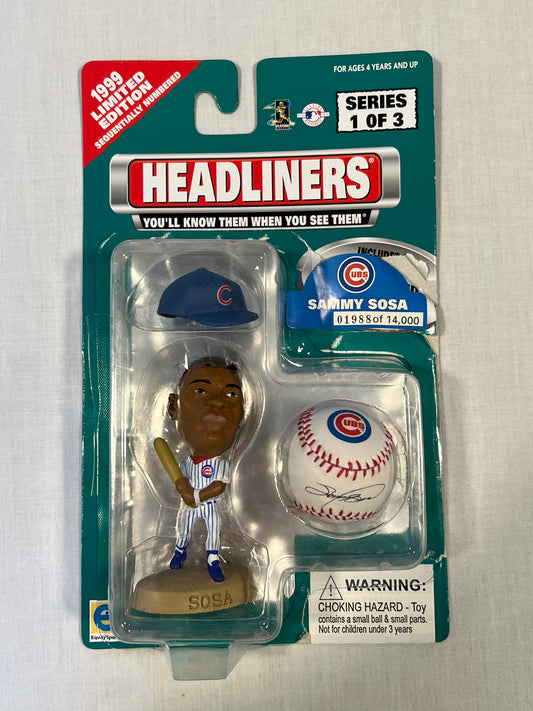 1999
LIMITED
EDITION
SEQUENTIALLY NUMBERED
FOR AGES 4 YEARS AND UP
SERIES
1 OF 3
HEADLINERS®
YOU'LL KNOW THEM WHEN YOU SEE THEM®
INCLUDES
CUBS
SAMMY SOSA
01988 of 14,000
C
CUBS
SOSA
⚠ WARNING:
CHOKING HAZARD - Toy
contains a small ball & small parts.
Not for children under 3 years